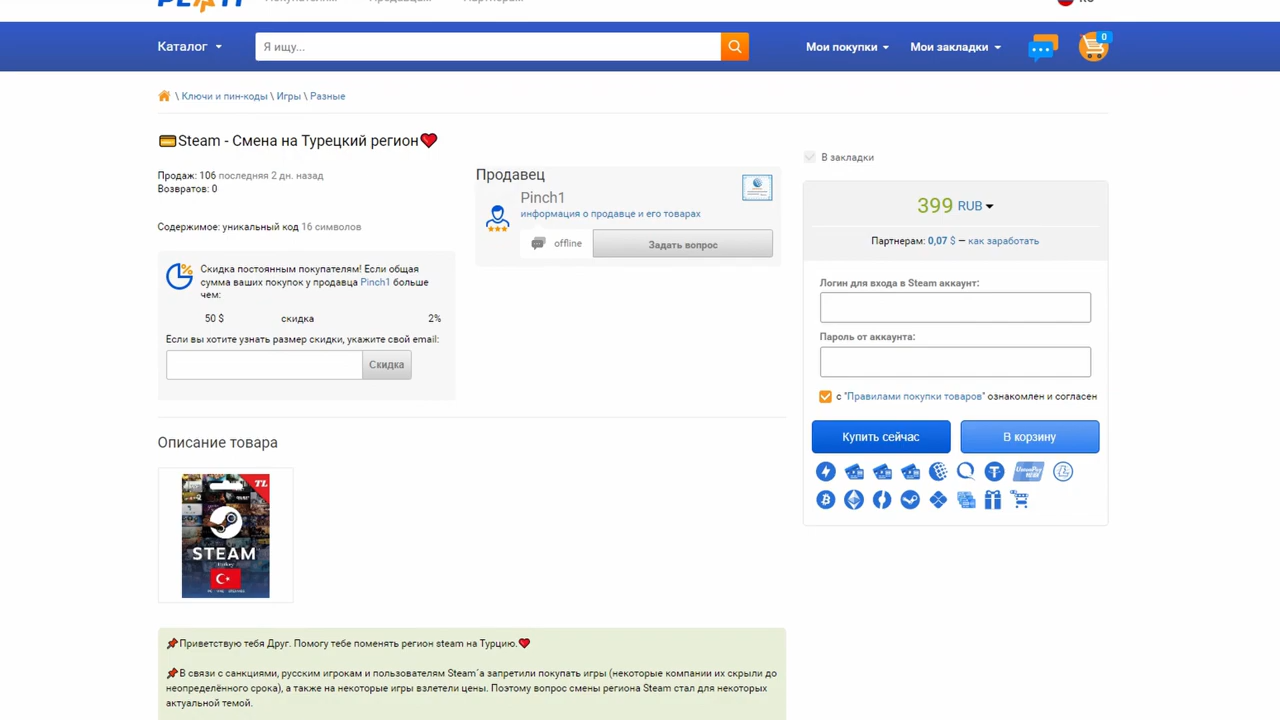 Каталог
Я ищу...
Мои покупки
Мои закладки
0
\ Ключи и пин-коды \ Игры \ Разные
Steam - Смена на Турецкий регион
В закладки
Продаж: 106 последняя 2 дн. назад
Возвратов: 0
Содержимое: уникальный код 16 символов
Продавец
Pinch1
информация о продавце и его товарах
offline
Задать вопрос
399 RUB
Партнерам: 0,07 $ — как заработать
Скидка постоянным покупателям! Если общая
сумма ваших покупок у продавца Pinch1 больше
чем:
50 $ скидка 2%
Если вы хотите узнать размер скидки, укажите свой email:
Скидка
Логин для входа в Steam аккаунт:
Пароль от аккаунта:
с "Правилами покупки товаров" ознакомлен и согласен
Купить сейчас
В корзину
Описание товара
TL
STEAM
📌Приветствую тебя Друг. Помогу тебе поменять регион steam на Турцию.
📌В связи с санкциями, русским игрокам и пользователям Steam´а запретили покупать игры (некоторые компании их скрыли до
неопределённого срока), а также на некоторые игры взлетели цены. Поэтому вопрос смены региона Steam стал для некоторых
актуальной темой.